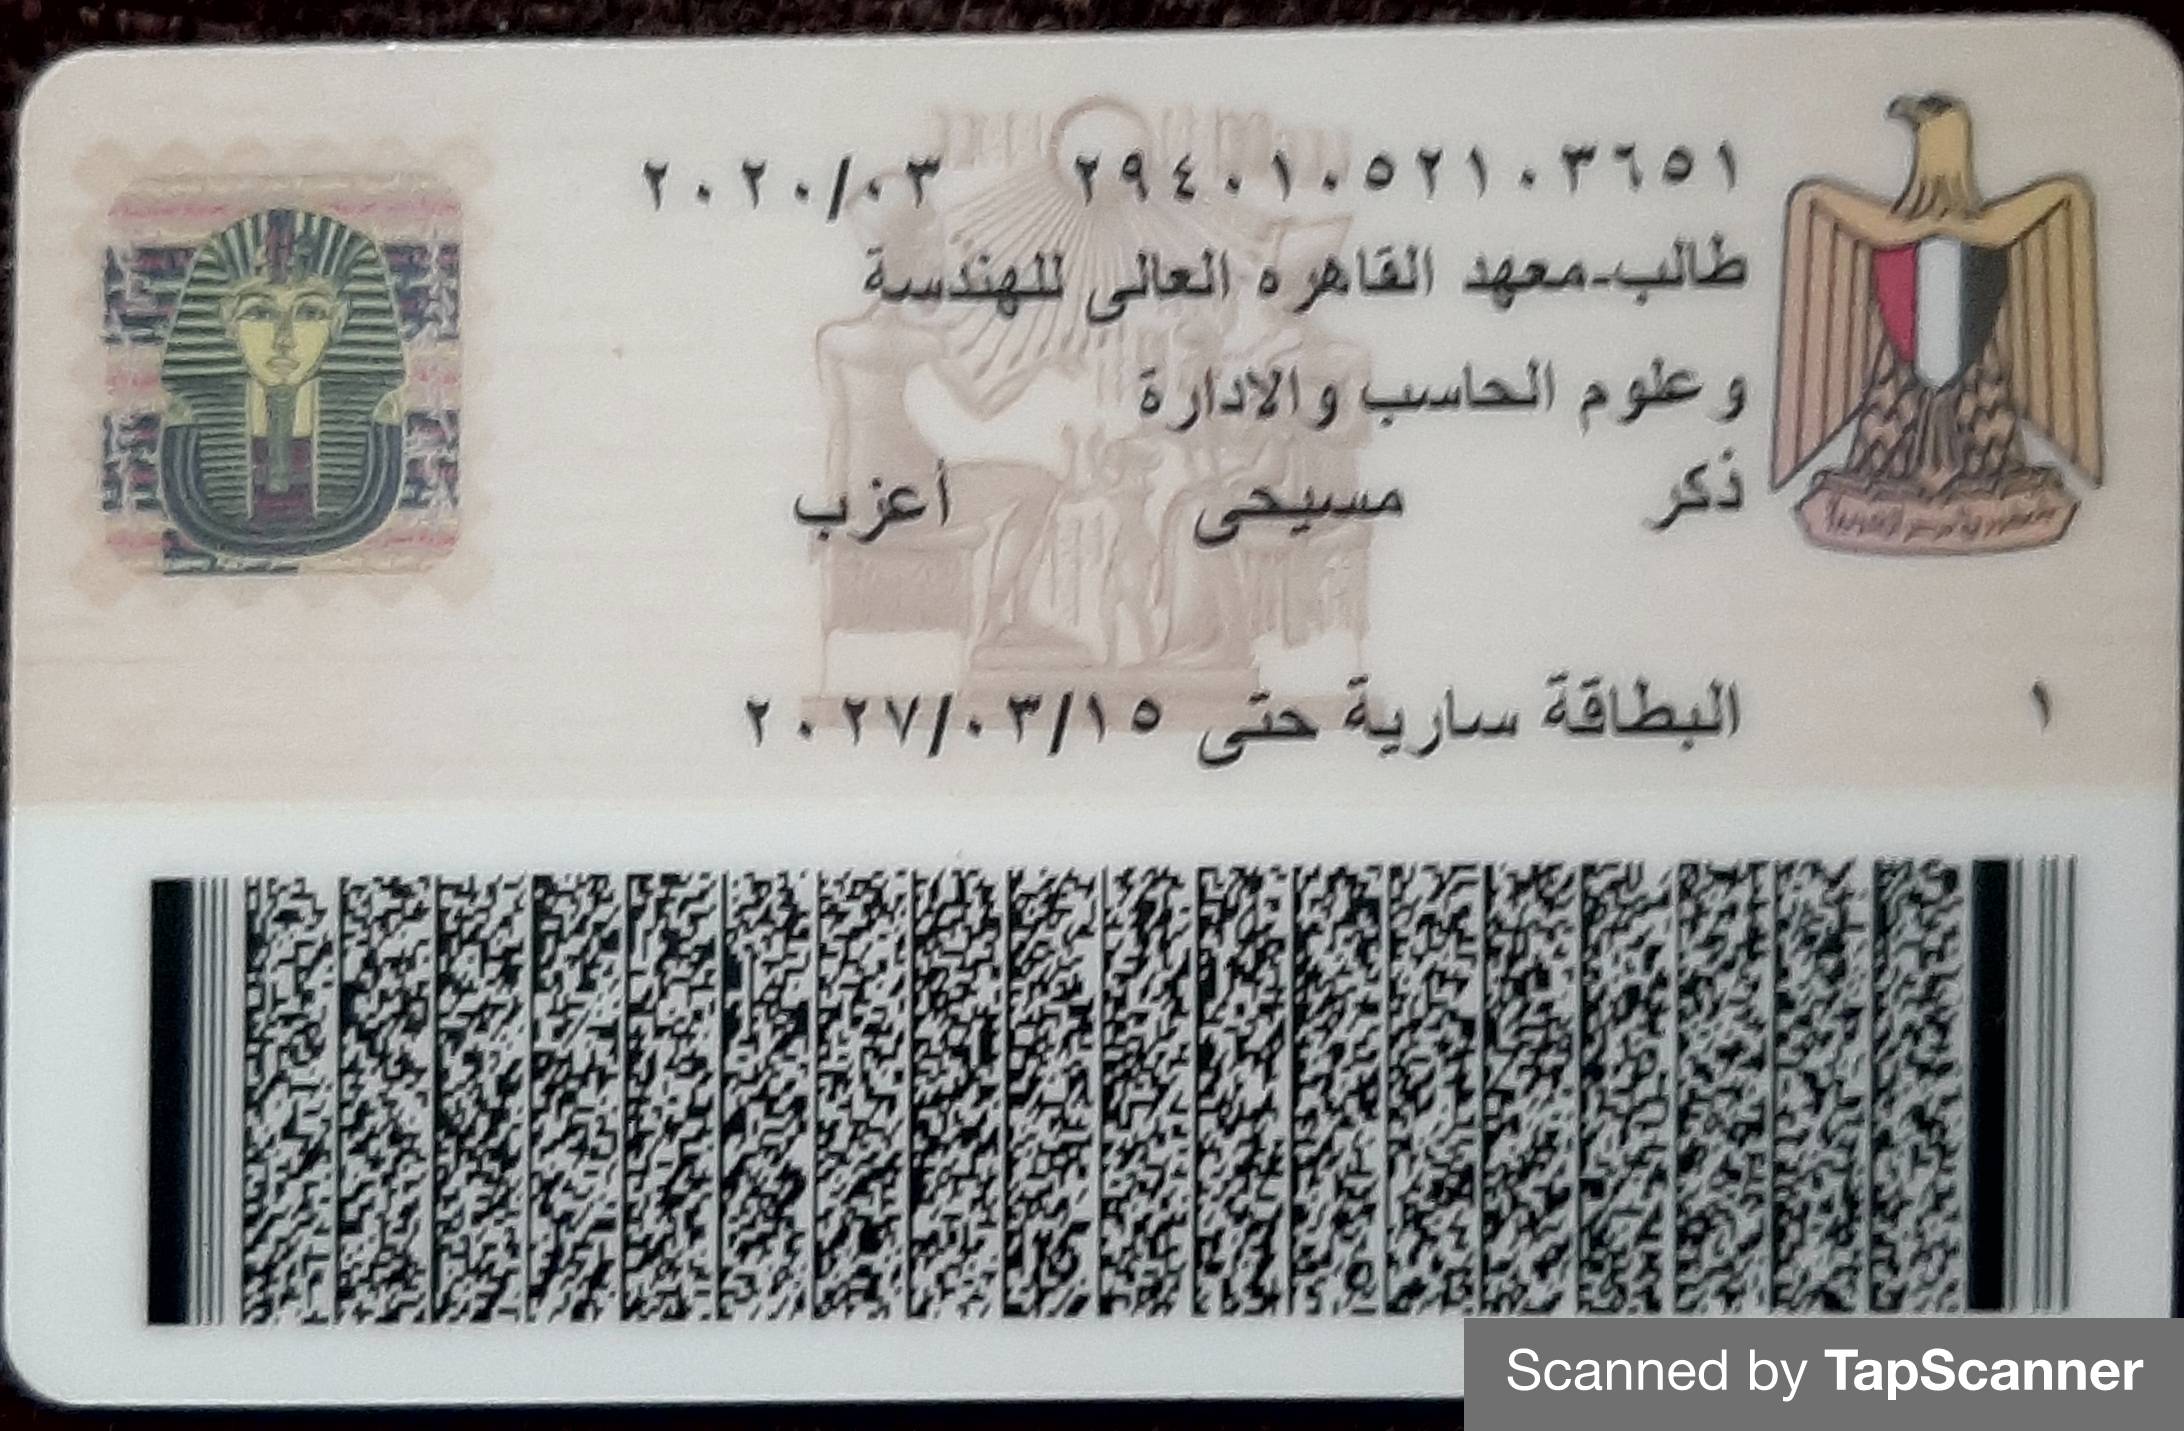 ٢٩٤٠١٠٥٢١٠٣٦٥١ ٢٠٢٠/٠٣
طالب-معهد القاهره العالى للهندسة
وعلوم الحاسب والادارة
ذكر مسيحى أعزب
١ البطاقة سارية حتى ٢٠٢٧/٠٣/١٥
Scanned by TapScanner